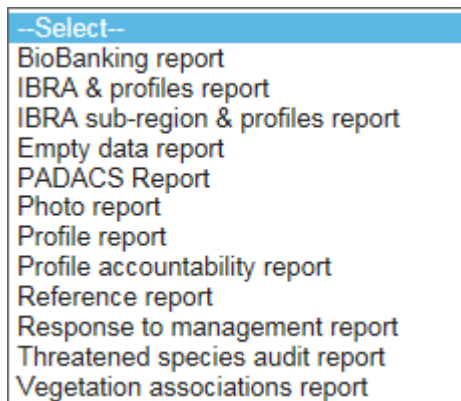 --Select--
BioBanking report
IBRA & profiles report
IBRA sub-region & profiles report
Empty data report
PADACS Report
Photo report
Profile report
Profile accountability report
Reference report
Response to management report
Threatened species audit report
Vegetation associations report